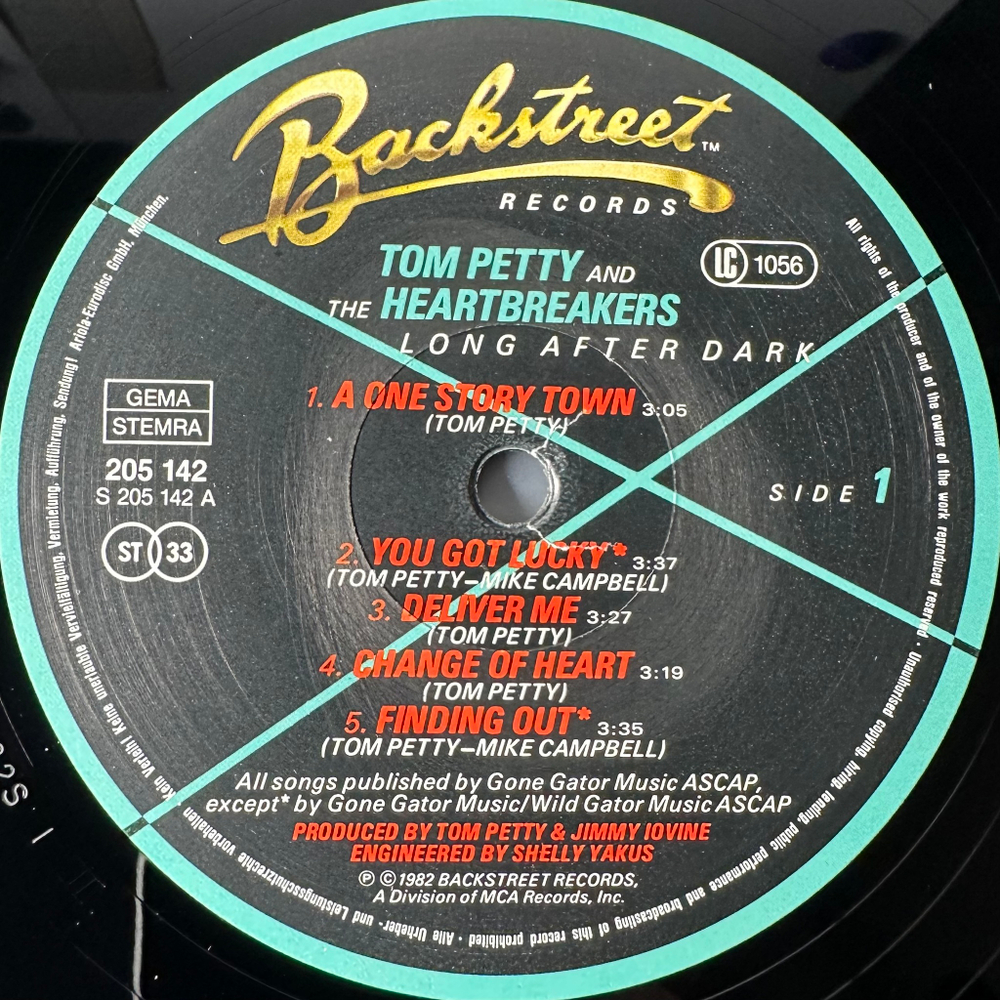 Backstreet™
RECORDS
TOM PETTY AND
THE HEARTBREAKERS
LONG AFTER DARK
LC 1056
1. A ONE STORY TOWN 3:05
(TOM PETTY)
GEMA
STEMRA
205 142
S 205 142 A
ST 33
SIDE 1
2. YOU GOT LUCKY* 3:37
(TOM PETTY–MIKE CAMPBELL)
3. DELIVER ME 3:27
(TOM PETTY)
4. CHANGE OF HEART 3:19
(TOM PETTY)
5. FINDING OUT* 3:35
(TOM PETTY–MIKE CAMPBELL)
All songs published by Gone Gator Music ASCAP,
except* by Gone Gator Music/Wild Gator Music ASCAP
PRODUCED BY TOM PETTY & JIMMY IOVINE
ENGINEERED BY SHELLY YAKUS
℗ © 1982 BACKSTREET RECORDS,
A Division of MCA Records, Inc.
All rights of the producer and of the owner of the work reproduced reserved · Unauthorised copying, hiring, lending, public performance and broadcasting of this record prohibited · Alle Urheber- und Leistungsschutzrechte vorbehalten · Kein Verleih! Keine unerlaubte Vervielfältigung, Vermietung, Aufführung, Sendung! Ariola-Eurodisc GmbH, München.